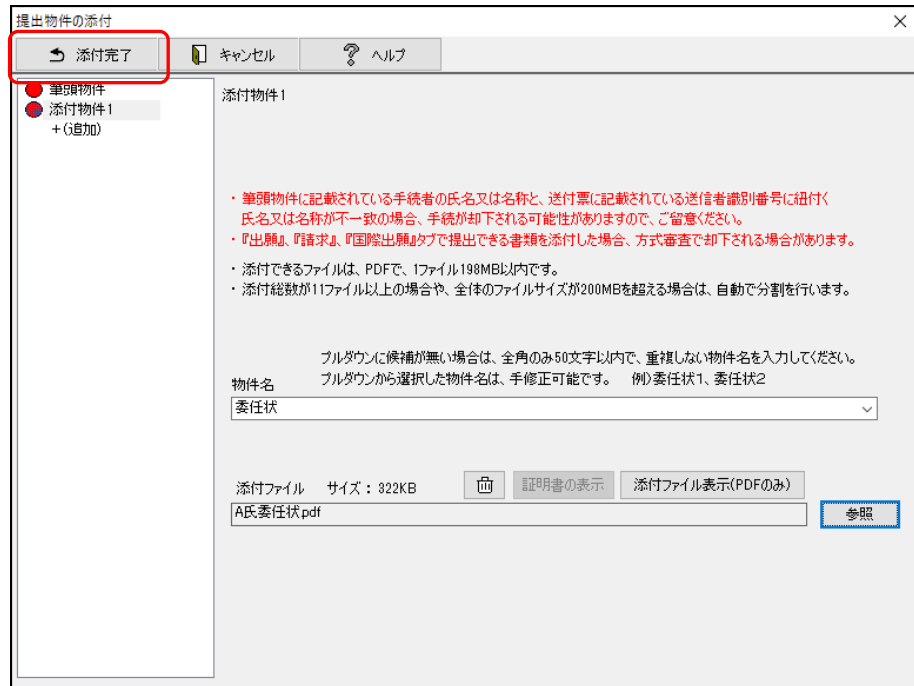 提出物件の添付
添付完了 キャンセル ヘルプ
筆頭物件
添付物件1
+(追加)
添付物件1
・筆頭物件に記載されている手続者の氏名又は名称と、送付票に記載されている送信者識別番号に紐付く
氏名又は名称が不一致の場合、手続が却下される可能性がありますので、ご留意ください。
・『出願』、『請求』、『国際出願』タブで提出できる書類を添付した場合、方式審査で却下される場合があります。
・添付できるファイルは、PDFで、1ファイル198MB以内です。
・添付総数が11ファイル以上の場合や、全体のファイルサイズが200MBを超える場合は、自動で分割を行います。
プルダウンに候補が無い場合は、全角のみ50文字以内で、重複しない物件名を入力してください。
プルダウンから選択した物件名は、手修正可能です。 例)委任状1、委任状2
物件名
委任状
添付ファイル サイズ:322KB 証明書の表示 添付ファイル表示(PDFのみ)
A氏委任状.pdf 参照